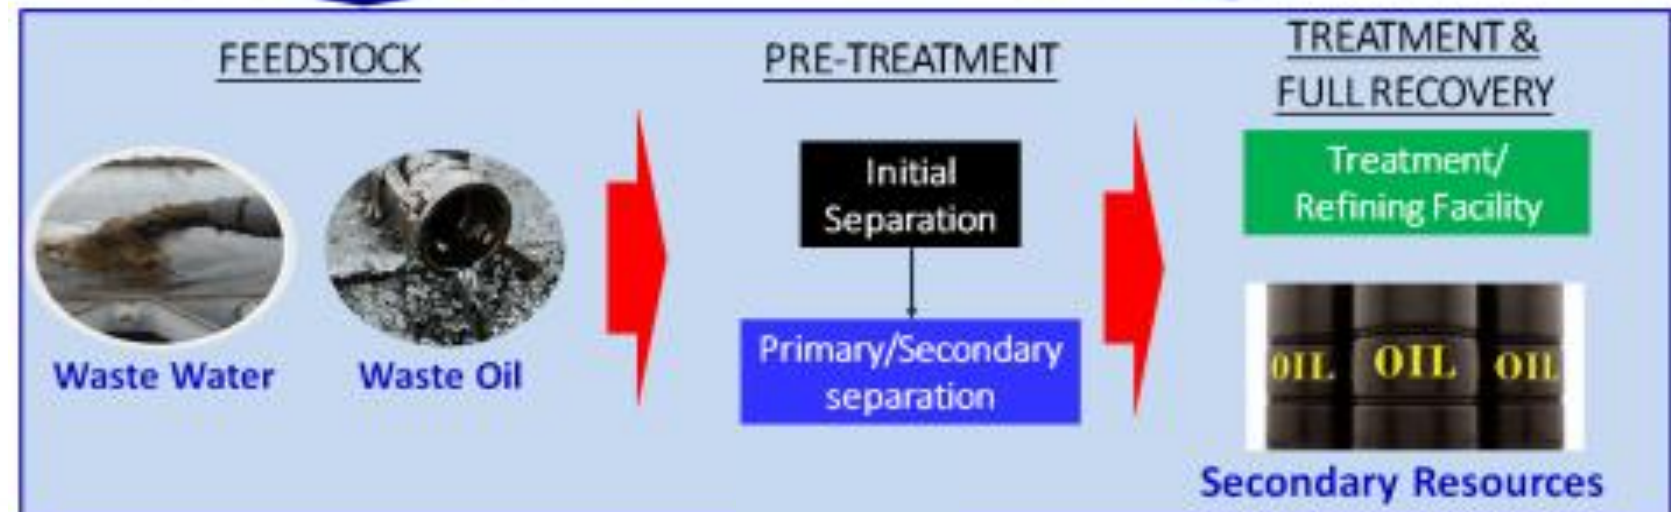 FEEDSTOCK
Waste Water
Waste Oil
PRE-TREATMENT
Initial
Separation
Primary/Secondary
separation
TREATMENT &
FULL RECOVERY
Treatment/
Refining Facility
OIL OIL OIL
Secondary Resources